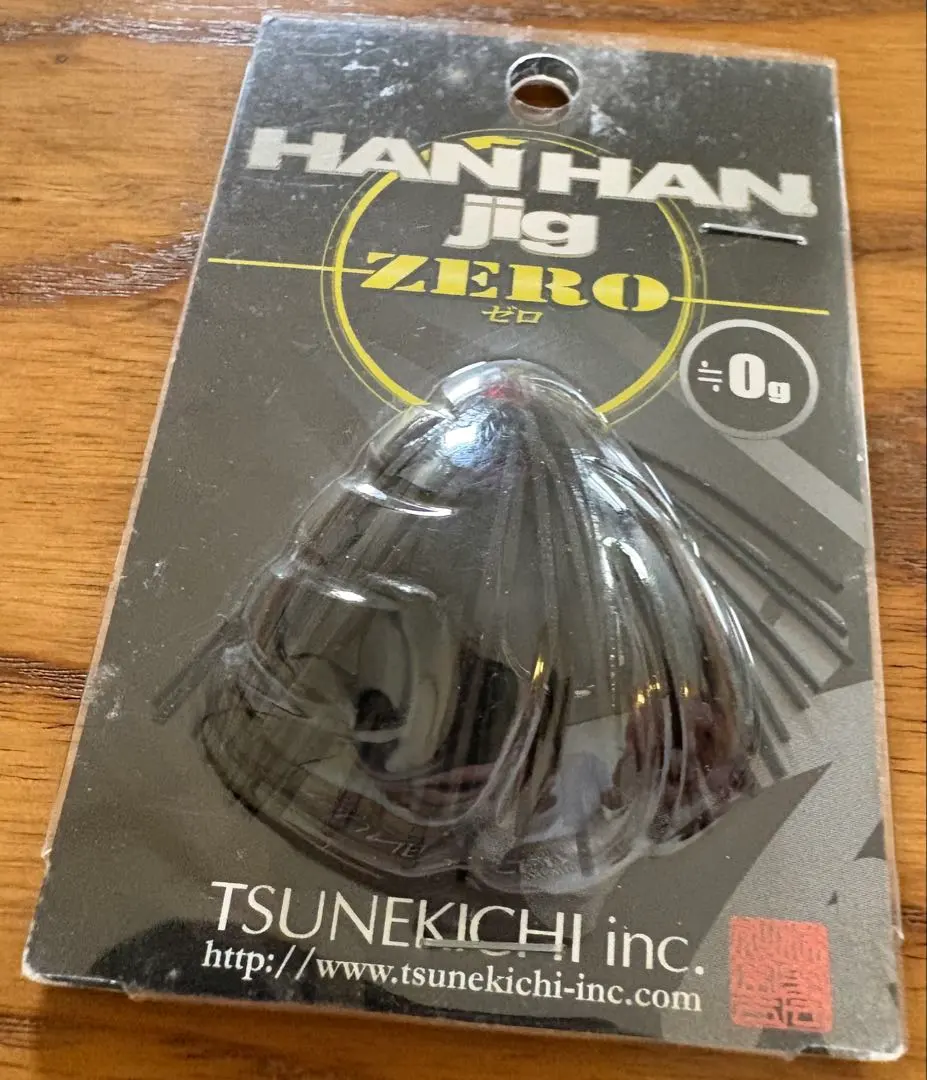 HAN HAN
jig
ZERO
ゼロ
≒0g
TSUNEKICHI inc.
http://www.tsunekichi-inc.com